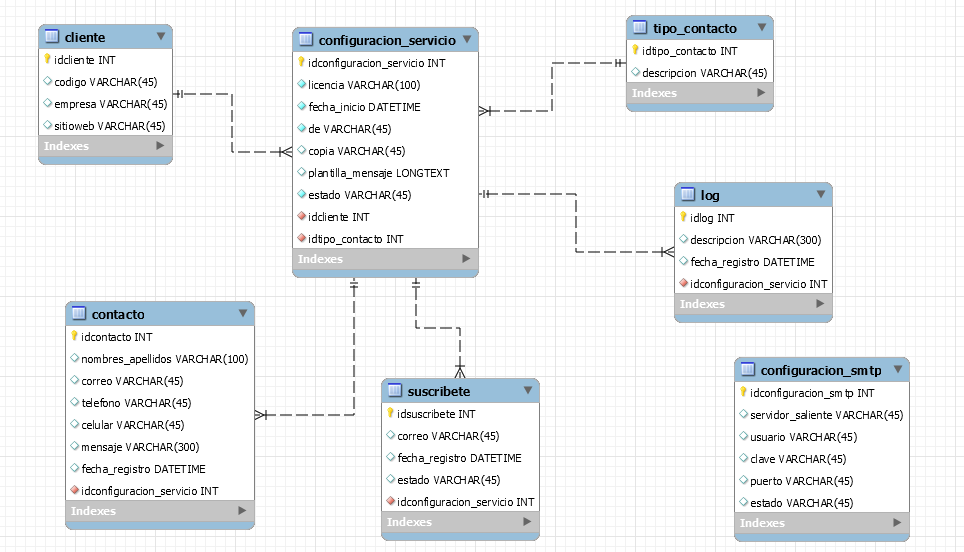 cliente
idcliente INT
codigo VARCHAR(45)
empresa VARCHAR(45)
sitioweb VARCHAR(45)
Indexes
configuracion_servicio
idconfiguracion_servicio INT
licencia VARCHAR(100)
fecha_inicio DATETIME
de VARCHAR(45)
copia VARCHAR(45)
plantilla_mensaje LONGTEXT
estado VARCHAR(45)
idcliente INT
idtipo_contacto INT
Indexes
tipo_contacto
idtipo_contacto INT
descripcion VARCHAR(45)
Indexes
log
idlog INT
descripcion VARCHAR(300)
fecha_registro DATETIME
idconfiguracion_servicio INT
Indexes
contacto
idcontacto INT
nombres_apellidos VARCHAR(100)
correo VARCHAR(45)
telefono VARCHAR(45)
celular VARCHAR(45)
mensaje VARCHAR(300)
fecha_registro DATETIME
idconfiguracion_servicio INT
Indexes
suscribete
idsuscribete INT
correo VARCHAR(45)
fecha_registro DATETIME
estado VARCHAR(45)
idconfiguracion_servicio INT
Indexes
configuracion_smtp
idconfiguracion_smtp INT
servidor_saliente VARCHAR(45)
usuario VARCHAR(45)
clave VARCHAR(45)
puerto VARCHAR(45)
estado VARCHAR(45)
Indexes